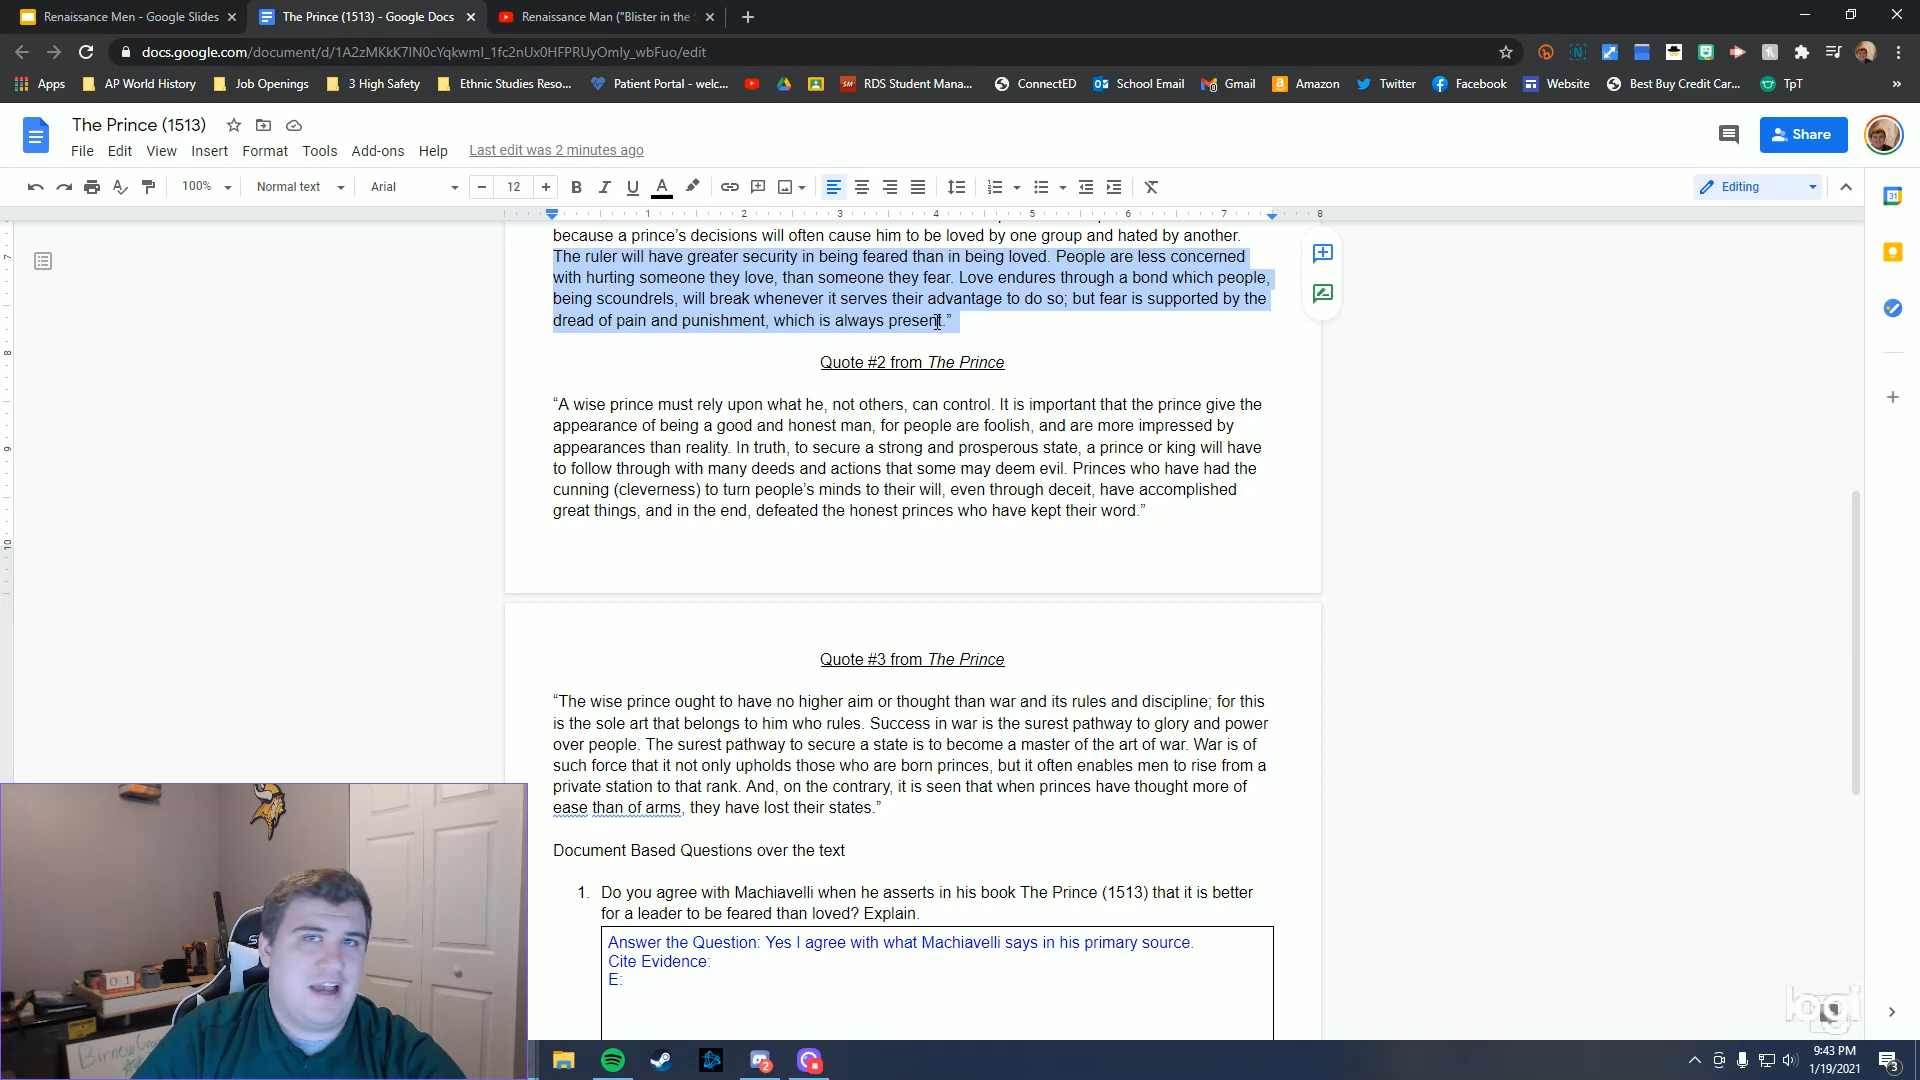 Renaissance Men - Google Slides
The Prince (1513) - Google Docs
Renaissance Man ("Blister in the
docs.google.com/document/d/1A2zMKkK7IN0cYqkwmI_1fc2nUx0HFPRUyOmly_wbFuo/edit
Apps AP World History Job Openings 3 High Safety Ethnic Studies Reso... Patient Portal - welc... RDS Student Mana... ConnectED School Email Gmail Amazon Twitter Facebook Website Best Buy Credit Car... TpT »
The Prince (1513)
Share
File Edit View Insert Format Tools Add-ons Help Last edit was 2 minutes ago
100% Normal text Arial 12 B I U A Editing
1 2 3 4 5 6 7 8
because a prince's decisions will often cause him to be loved by one group and hated by another.
The ruler will have greater security in being feared than in being loved. People are less concerned
with hurting someone they love, than someone they fear. Love endures through a bond which people,
being scoundrels, will break whenever it serves their advantage to do so; but fear is supported by the
dread of pain and punishment, which is always present.”
Quote #2 from The Prince
“A wise prince must rely upon what he, not others, can control. It is important that the prince give the
appearance of being a good and honest man, for people are foolish, and are more impressed by
appearances than reality. In truth, to secure a strong and prosperous state, a prince or king will have
to follow through with many deeds and actions that some may deem evil. Princes who have had the
cunning (cleverness) to turn people's minds to their will, even through deceit, have accomplished
great things, and in the end, defeated the honest princes who have kept their word.”
Quote #3 from The Prince
“The wise prince ought to have no higher aim or thought than war and its rules and discipline; for this
is the sole art that belongs to him who rules. Success in war is the surest pathway to glory and power
over people. The surest pathway to secure a state is to become a master of the art of war. War is of
such force that it not only upholds those who are born princes, but it often enables men to rise from a
private station to that rank. And, on the contrary, it is seen that when princes have thought more of
ease than of arms, they have lost their states.”
Document Based Questions over the text
1. Do you agree with Machiavelli when he asserts in his book The Prince (1513) that it is better
for a leader to be feared than loved? Explain.
Answer the Question: Yes I agree with what Machiavelli says in his primary source.
Cite Evidence:
E:
logi
9:43 PM
1/19/2021